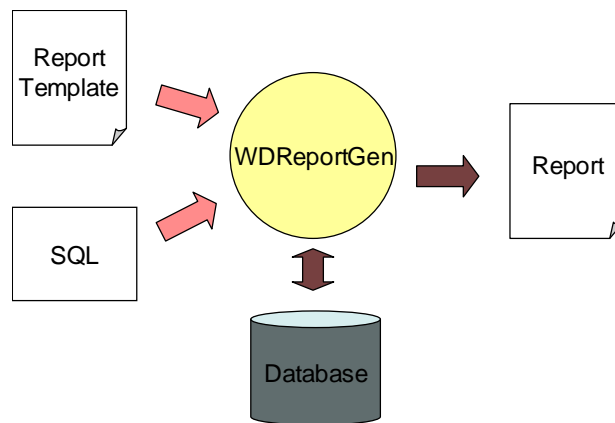 Report
Template
WDReportGen
Report
SQL
Database